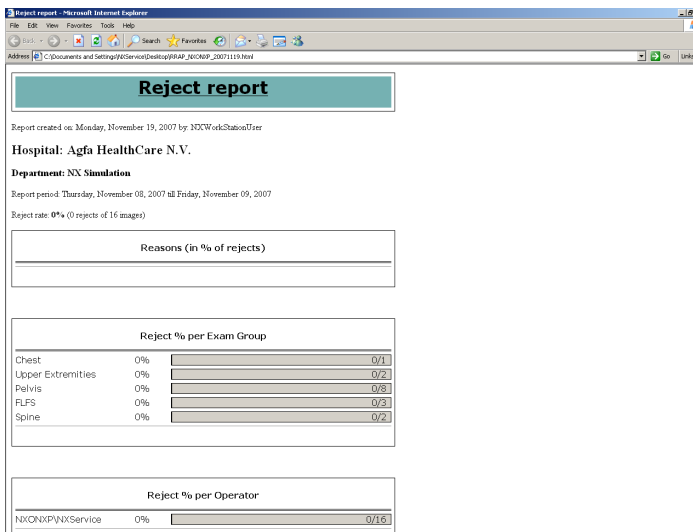 Reject report - Microsoft Internet Explorer
File Edit View Favorites Tools Help
Back Search Favorites
Address C:\Documents and Settings\NXService\Desktop\RRAP_NXONXP_20071119.html Go Links
Reject report
Report created on: Monday, November 19, 2007 by: NXWorkStationUser
Hospital: Agfa HealthCare N.V.
Department: NX Simulation
Report period: Thursday, November 08, 2007 till Friday, November 09, 2007
Reject rate: 0% (0 rejects of 16 images)
Reasons (in % of rejects)
Reject % per Exam Group
Chest 0% 0/1
Upper Extremities 0% 0/2
Pelvis 0% 0/8
FLFS 0% 0/3
Spine 0% 0/2
Reject % per Operator
NXONXP\NXService 0% 0/16